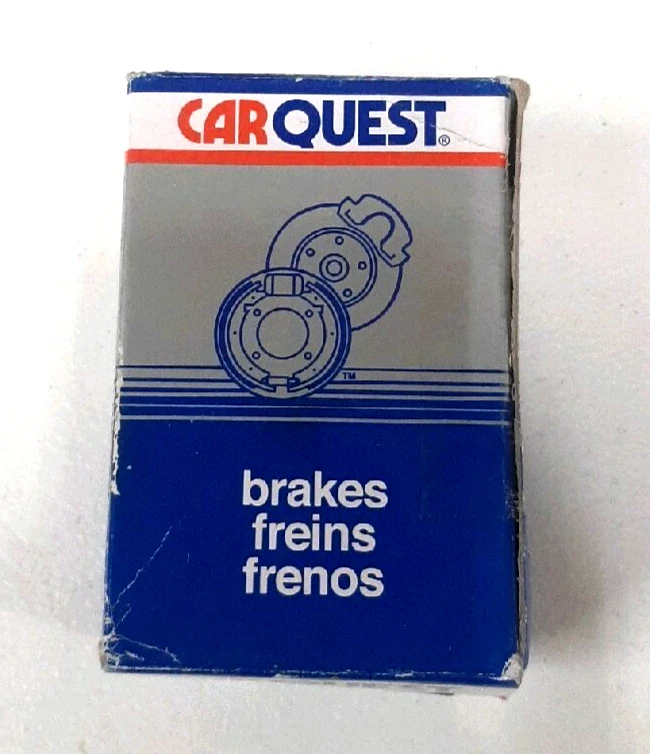 CARQUEST®
TM
brakes
freins
frenos